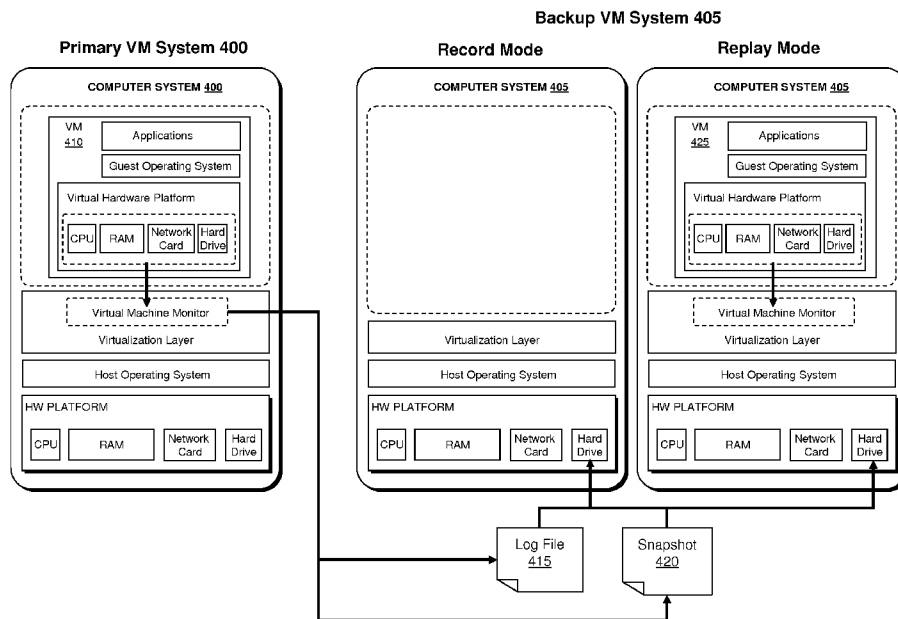 Backup VM System 405
Primary VM System 400
Record Mode
Replay Mode
COMPUTER SYSTEM 400
VM
410
Applications
Guest Operating System
Virtual Hardware Platform
CPU
RAM
Network
Card
Hard
Drive
Virtual Machine Monitor
Virtualization Layer
Host Operating System
HW PLATFORM
CPU
RAM
Network
Card
Hard
Drive
COMPUTER SYSTEM 405
Virtualization Layer
Host Operating System
HW PLATFORM
CPU
RAM
Network
Card
Hard
Drive
COMPUTER SYSTEM 405
VM
425
Applications
Guest Operating System
Virtual Hardware Platform
CPU
RAM
Network
Card
Hard
Drive
Virtual Machine Monitor
Virtualization Layer
Host Operating System
HW PLATFORM
CPU
RAM
Network
Card
Hard
Drive
Log File
415
Snapshot
420